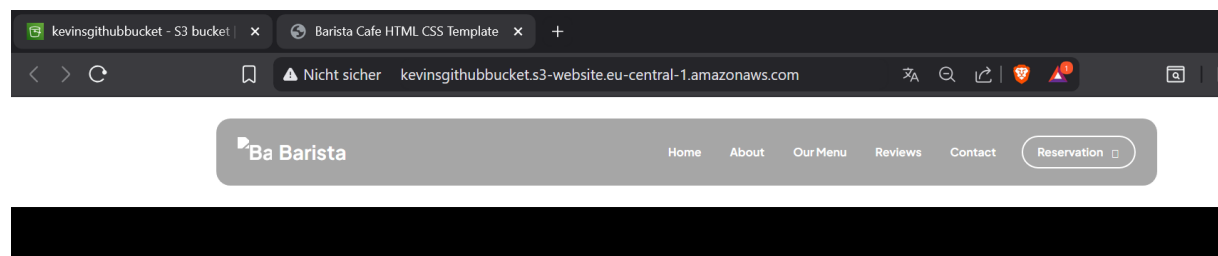 kevinsgithubbucket - S3 bucket | Barista Cafe HTML CSS Template
Nicht sicher kevinsgithubbucket.s3-website.eu-central-1.amazonaws.com
Ba Barista Home About Our Menu Reviews Contact Reservation